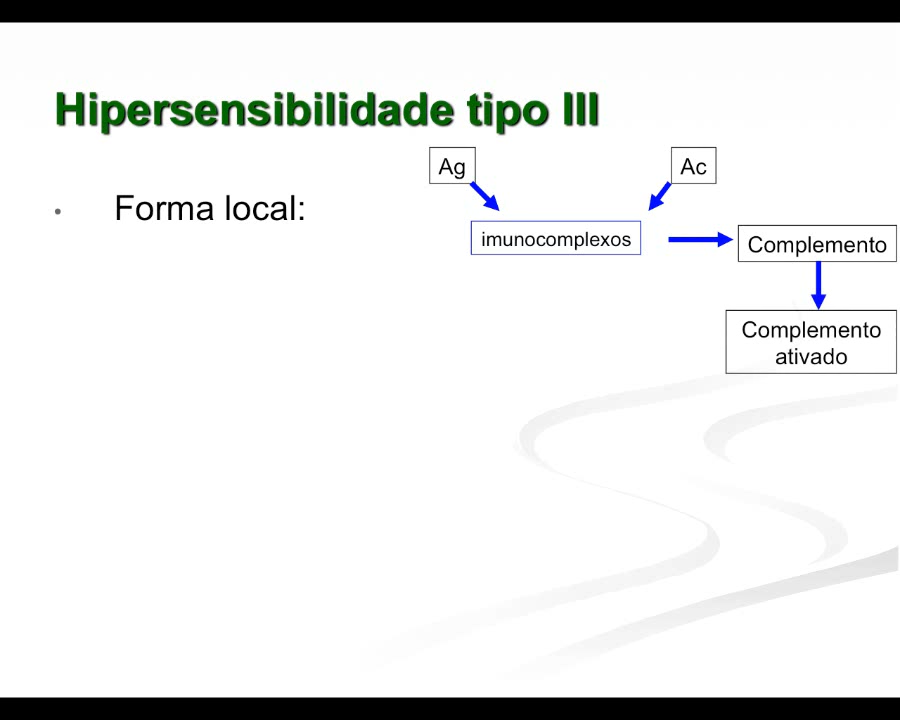 Hipersensibilidade tipo III
Ag
Ac
• Forma local:
imunocomplexos
Complemento
Complemento
ativado